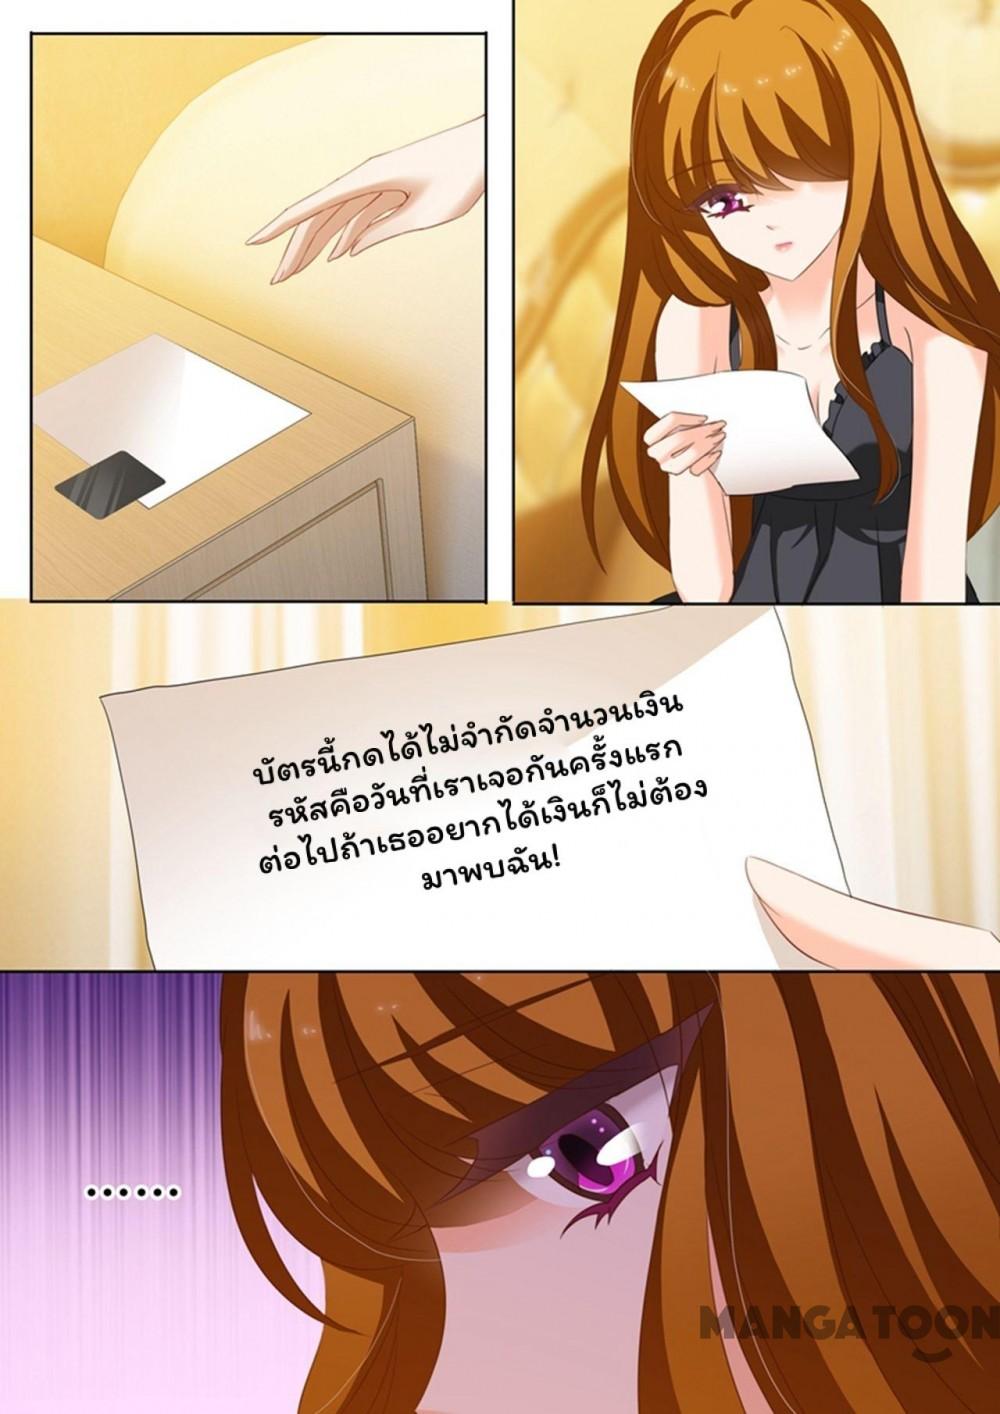 บัตรนี้กดได้ไม่จำกัดจำนวนเงิน
รหัสคือวันที่เราเจอกันครั้งแรก
ต่อไปถ้าเธออยากได้เงินก็ไม่ต้อง
มาพบฉัน!
......
MANGATOON